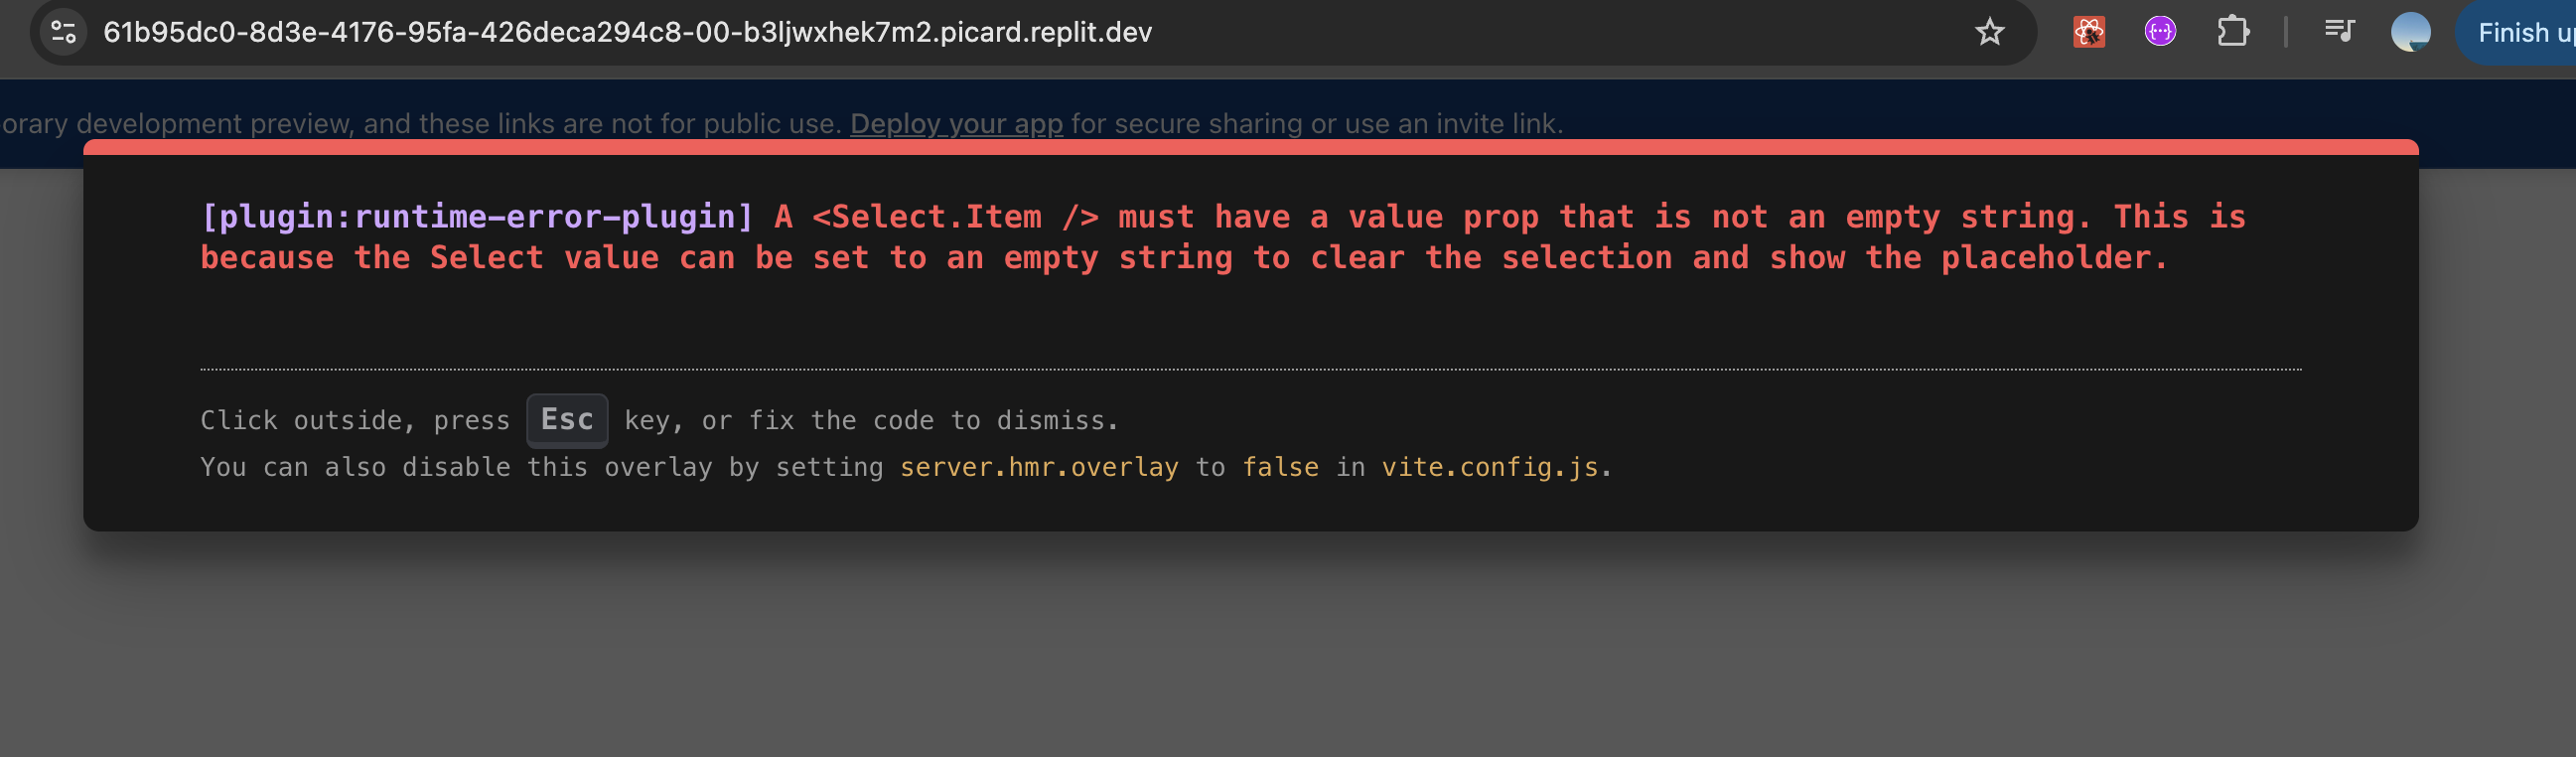 61b95dc0-8d3e-4176-95fa-426deca294c8-00-b3ljwxhek7m2.picard.replit.dev
Finish
orary development preview, and these links are not for public use. Deploy your app for secure sharing or use an invite link.
[plugin:runtime-error-plugin] A <Select.Item /> must have a value prop that is not an empty string. This is
because the Select value can be set to an empty string to clear the selection and show the placeholder.
Click outside, press Esc key, or fix the code to dismiss.
You can also disable this overlay by setting server.hmr.overlay to false in vite.config.js.